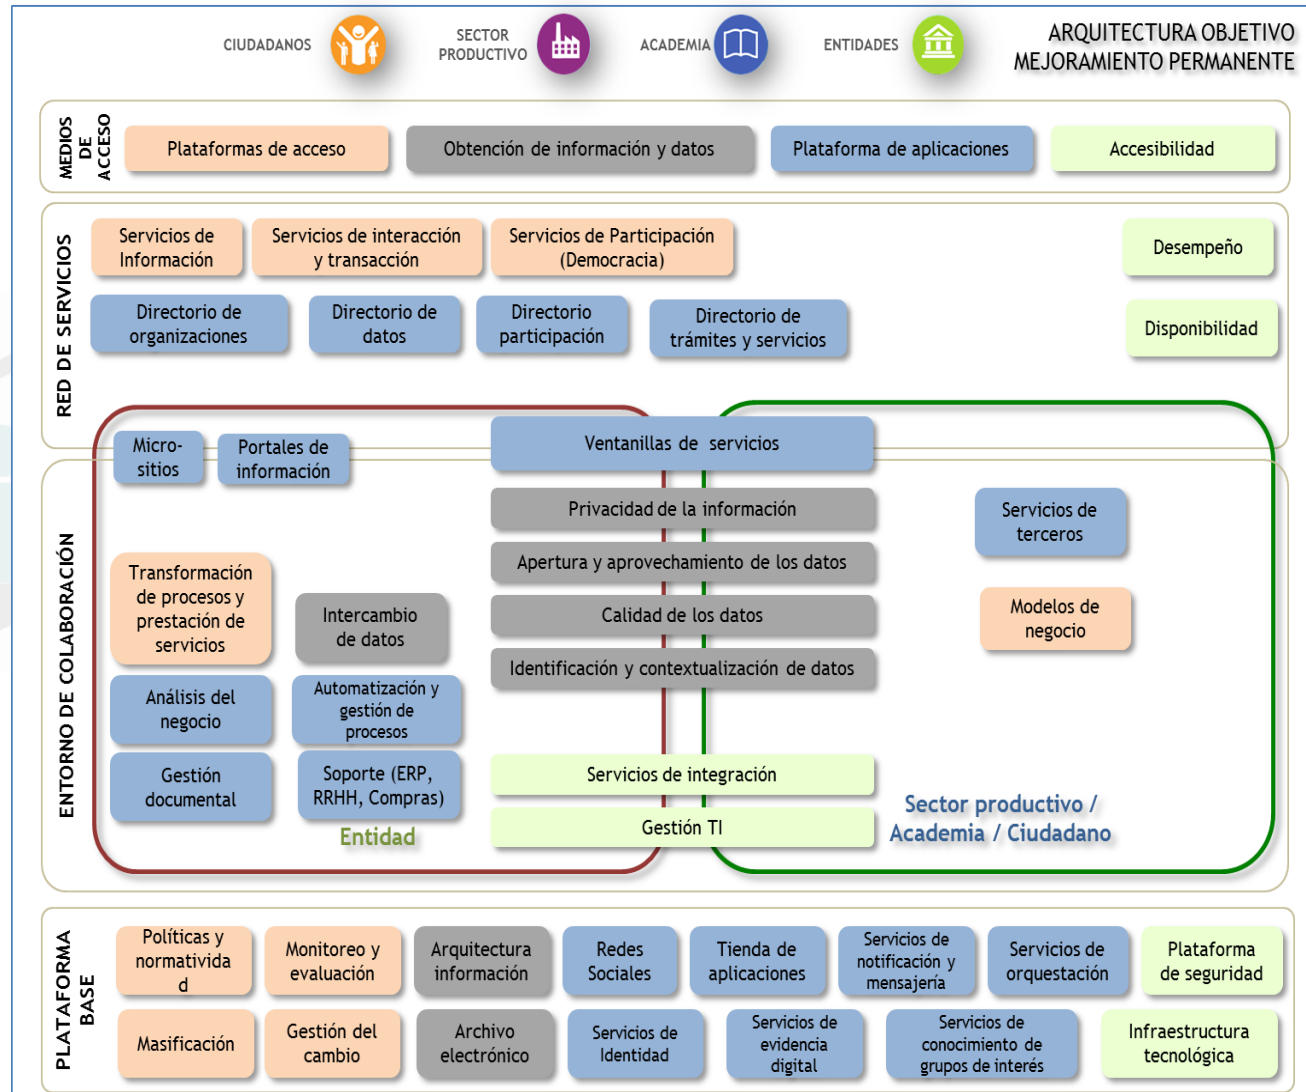 CIUDADANOS
SECTOR
PRODUCTIVO
ACADEMIA
ENTIDADES
ARQUITECTURA OBJETIVO
MEJORAMIENTO PERMANENTE
MEDIOS
DE
ACCESO
Plataformas de acceso
Obtención de información y datos
Plataforma de aplicaciones
Accesibilidad
RED DE SERVICIOS
Servicios de
Información
Servicios de interacción
y transacción
Servicios de Participación
(Democracia)
Desempeño
Directorio de
organizaciones
Directorio de
datos
Directorio
participación
Directorio de
trámites y servicios
Disponibilidad
Micro-
sitios
Portales de
información
Ventanillas de servicios
ENTORNO DE COLABORACIÓN
Privacidad de la información
Servicios de
terceros
Apertura y aprovechamiento de los datos
Transformación
de procesos y
prestación de
servicios
Intercambio
de datos
Calidad de los datos
Modelos de
negocio
Identificación y contextualización de datos
Análisis del
negocio
Automatización y
gestión de
procesos
Gestión
documental
Soporte (ERP,
RRHH, Compras)
Servicios de integración
Entidad
Gestión TI
Sector productivo /
Academia / Ciudadano
PLATAFORMA
BASE
Políticas y
normativida
d
Monitoreo y
evaluación
Arquitectura
información
Redes
Sociales
Tienda de
aplicaciones
Servicios de
notificación y
mensajería
Servicios de
orquestación
Plataforma
de seguridad
Masificación
Gestión del
cambio
Archivo
electrónico
Servicios de
Identidad
Servicios de
evidencia
digital
Servicios de
conocimiento de
grupos de interés
Infraestructura
tecnológica